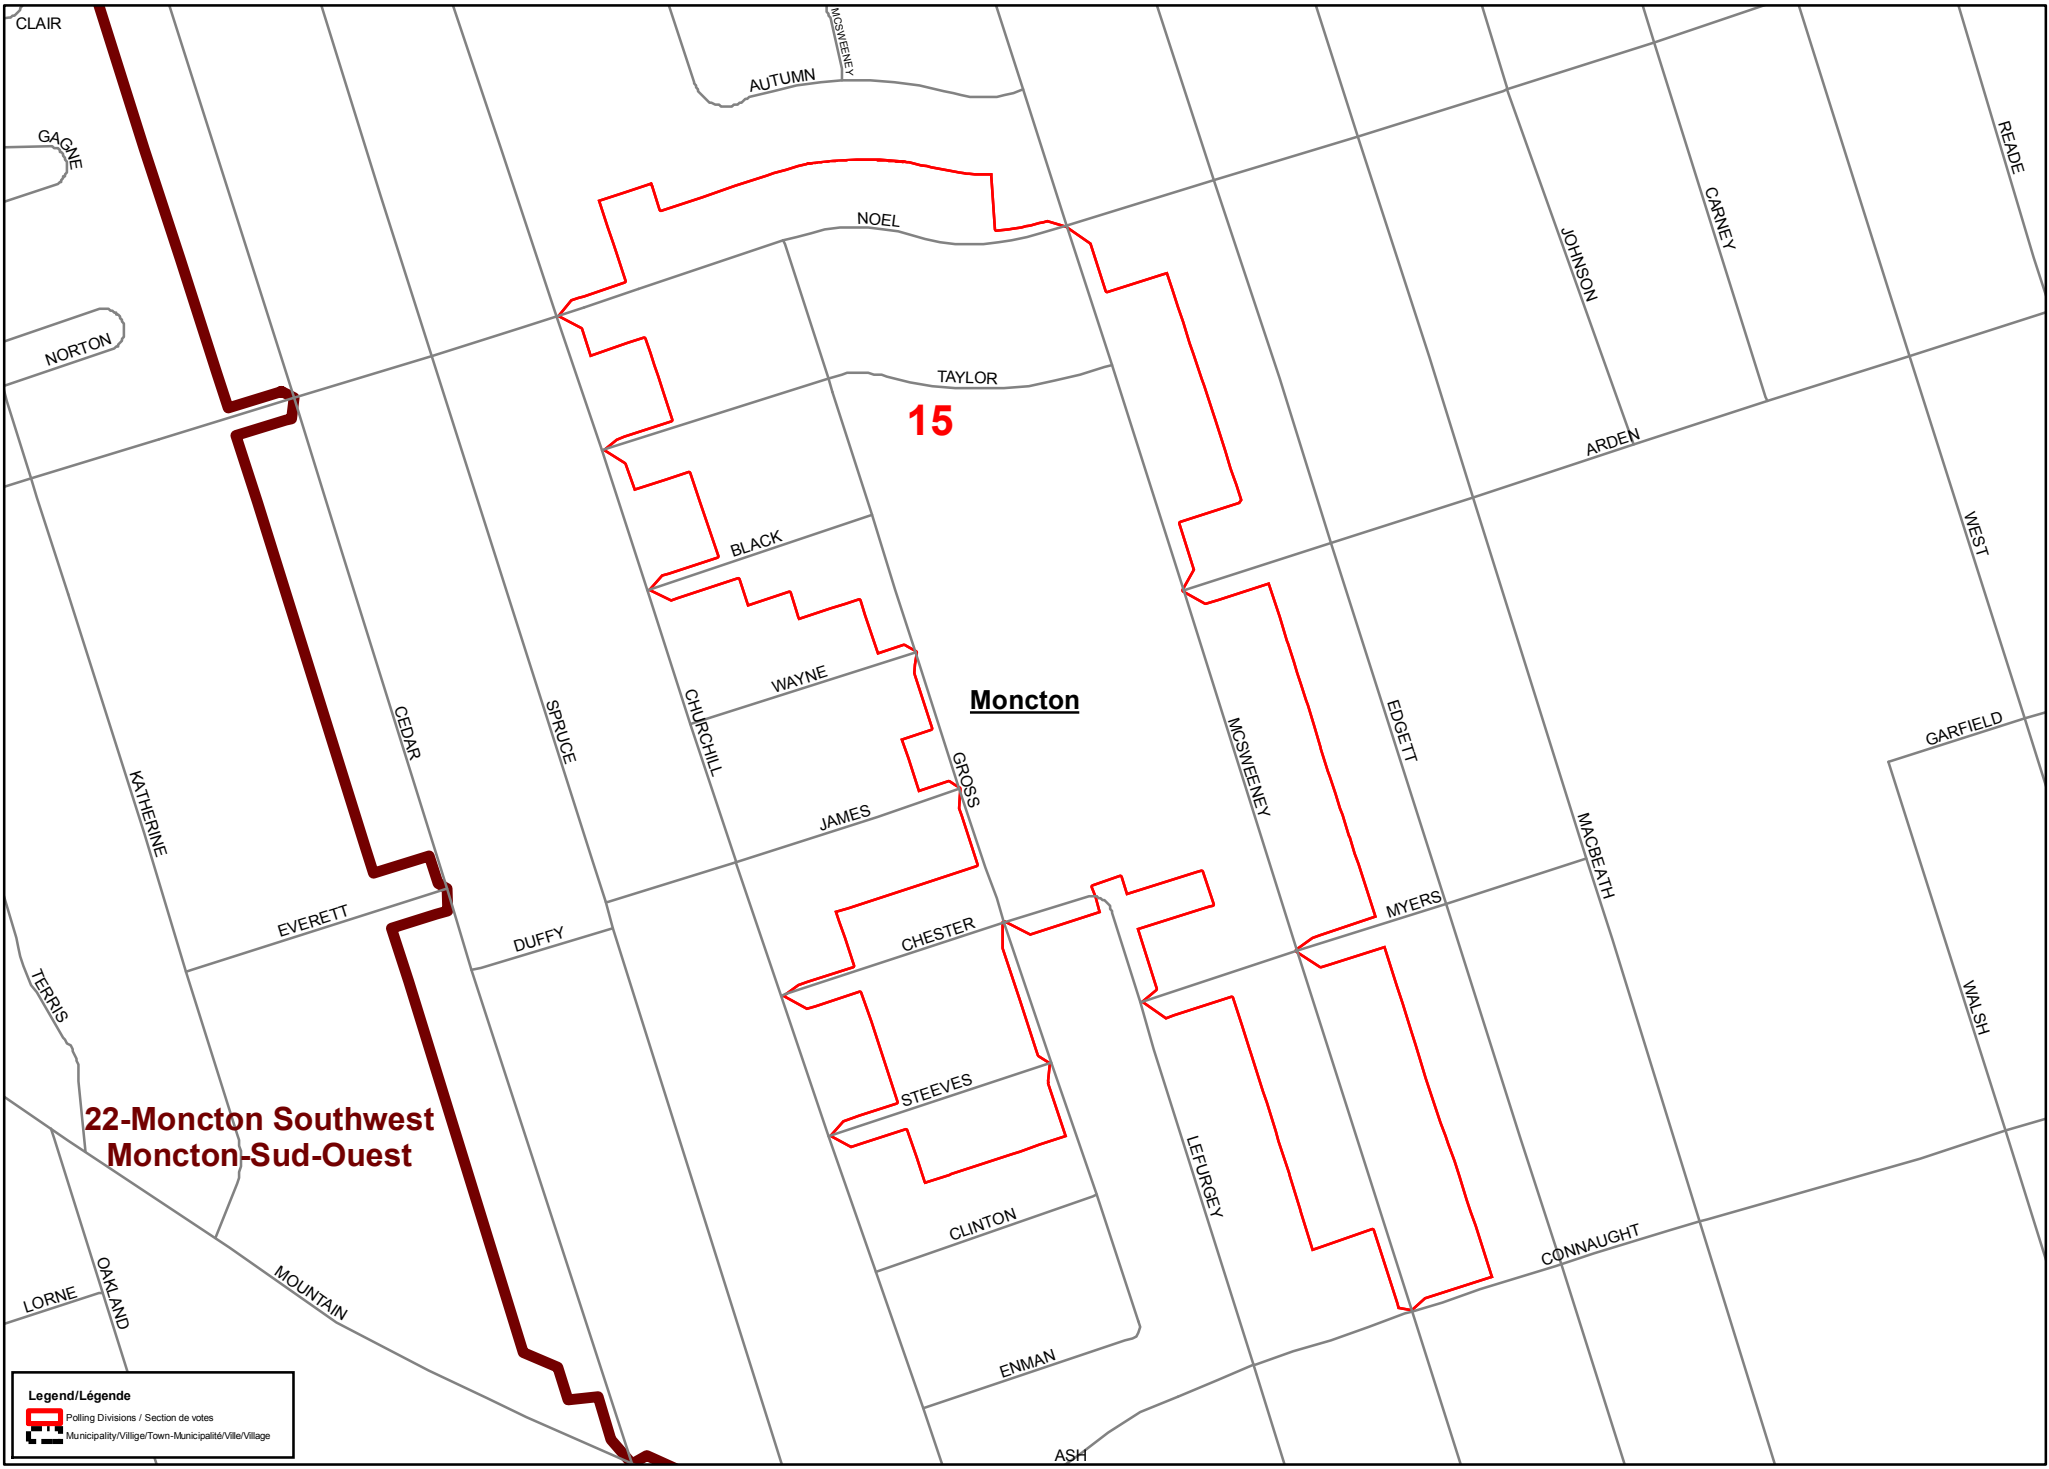 CLAIR
MCSWEENEY
AUTUMN
GAGNE
READE
CARNEY
NOEL
JOHNSON
NORTON
TAYLOR
15
ARDEN
WEST
BLACK
WAYNE
Moncton
CEDAR
SPRUCE
CHURCHILL
GROSS
MCSWEENEY
EDGETT
GARFIELD
KATHERINE
JAMES
MACBEATH
MYERS
EVERETT
DUFFY
CHESTER
TERRIS
WALSH
STEEVES
22-Moncton Southwest
Moncton-Sud-Ouest
LEFURGEY
CLINTON
CONNAUGHT
OAKLAND
MOUNTAIN
LORNE
ENMAN
ASH
Legend/Légende
Polling Divisions / Section de votes
Municipality/Villige/Town-Municipalité/Ville/Village